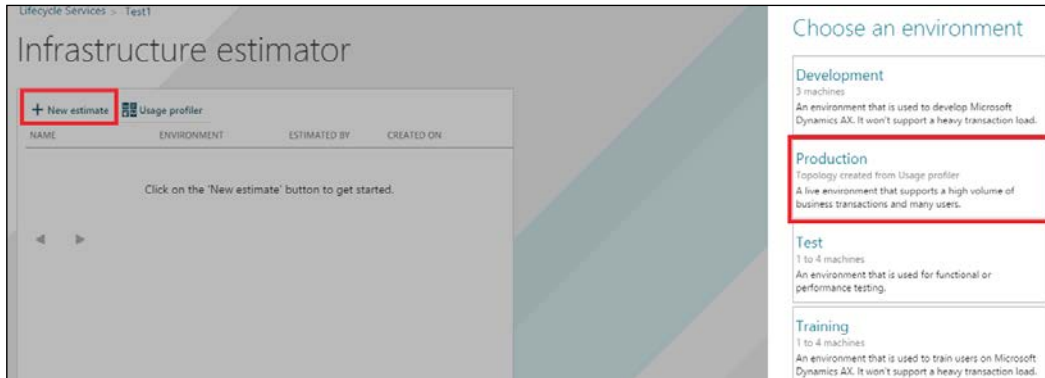 Lifecycle Services > Test1
Infrastructure estimator
+ New estimate Usage profiler
NAME ENVIRONMENT ESTIMATED BY CREATED ON
Click on the 'New estimate' button to get started.
Choose an environment
Development
3 machines
An environment that is used to develop Microsoft
Dynamics AX. It won't support a heavy transaction load.
Production
Topology created from Usage profiler
A live environment that supports a high volume of
business transactions and many users.
Test
1 to 4 machines
An environment that is used for functional or
performance testing.
Training
1 to 4 machines
An environment that is used to train users on Microsoft
Dynamics AX. It won't support a heavy transaction load.